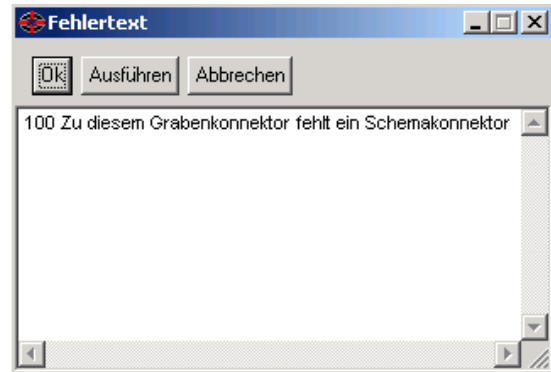 Fehlertext
Ok Ausführen Abbrechen
100 Zu diesem Grabenkonnektor fehlt ein Schemakonnektor